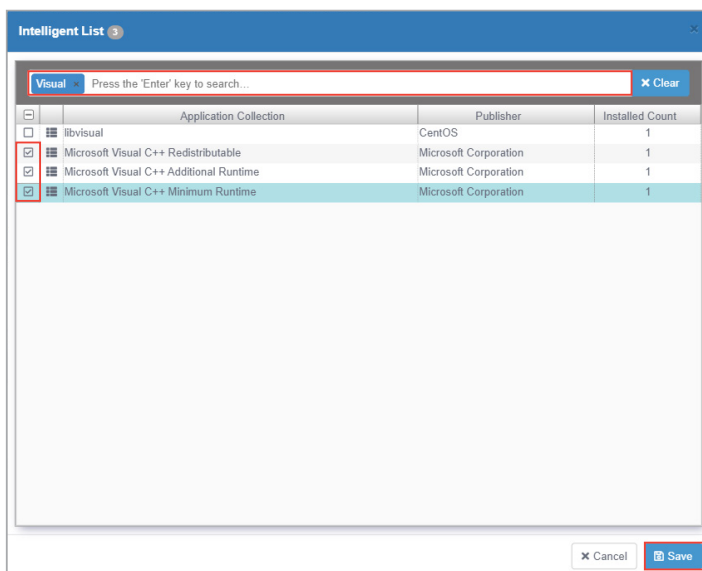 Intelligent List 3
×
Visual × Press the 'Enter' key to search... × Clear
Application Collection Publisher Installed Count
libvisual CentOS 1
Microsoft Visual C++ Redistributable Microsoft Corporation 1
Microsoft Visual C++ Additional Runtime Microsoft Corporation 1
Microsoft Visual C++ Minimum Runtime Microsoft Corporation 1
× Cancel Save